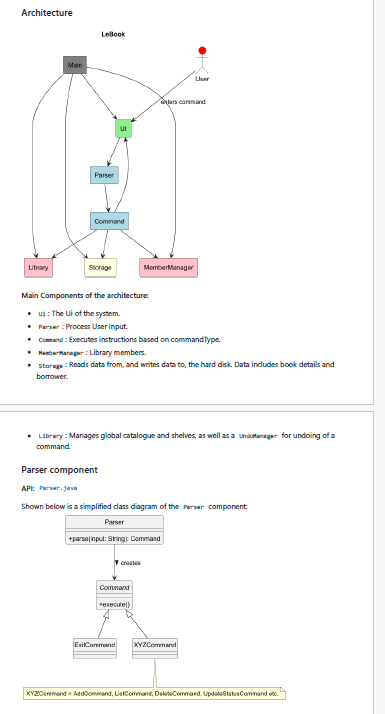 Architecture
LeBook
Main
User
enters command
UI
Parser
Command
Library
Storage
MemberManager
Main Components of the architecture:
• Ui : The Ui of the system.
• Parser : Process User Input.
• Command : Executes instructions based on commandType.
• MemberManager : Library members.
• Storage : Reads data from, and writes data to, the hard disk. Data includes book details and
borrower.
• Library : Manages global catalogue and shelves, as well as a UndoManager for undoing of a
command.
Parser component
API: Parser.java
Shown below is a simplified class diagram of the Parser component:
Parser
+parse(input: String): Command
creates
Command
+execute()
ExitCommand
XYZCommand
XYZCommand = AddCommand, ListCommand, DeleteCommand, UpdateStatusCommand etc.